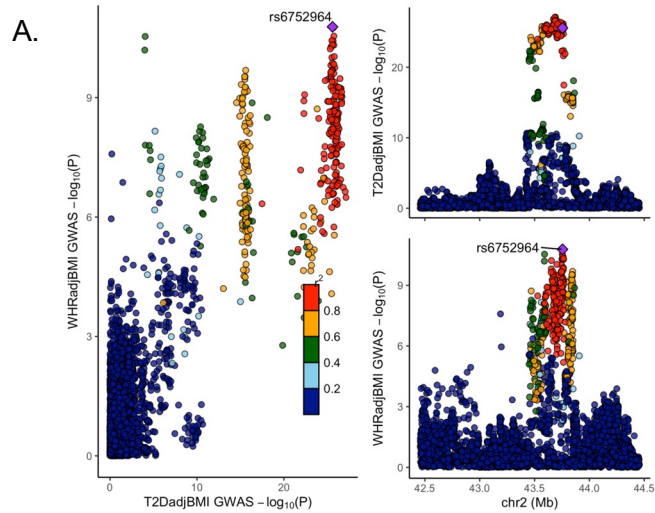 A.
rs6752964
WHRadjBMI GWAS −log10(P)
9
6
3
0
0
10
20
T2DadjBMI GWAS −log10(P)
r2
0.8
0.6
0.4
0.2
T2DadjBMI GWAS −log10(P)
20
10
0
rs6752964
WHRadjBMI GWAS −log10(P)
9
6
3
0
42.5 43.0 43.5 44.0 44.5
chr2 (Mb)